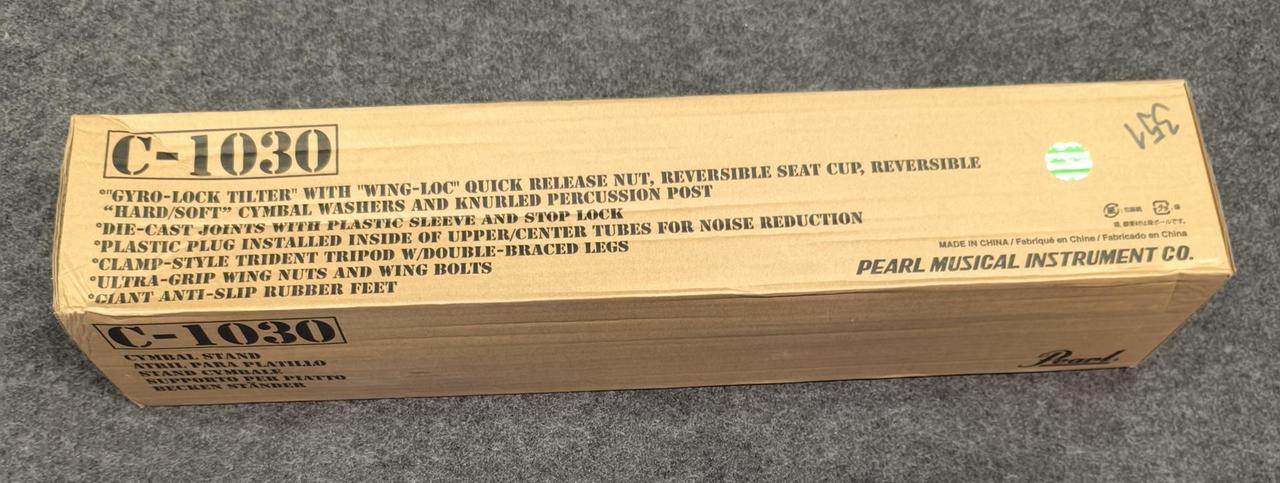 C-1030
°"GYRO-LOCK TILTER" WITH "WING-LOC" QUICK RELEASE NUT, REVERSIBLE SEAT CUP, REVERSIBLE
“HARD/SOFT” CYMBAL WASHERS AND KNURLED PERCUSSION POST
°DIE-CAST JOINTS WITH PLASTIC SLEEVE AND STOP LOCK
°PLASTIC PLUG INSTALLED INSIDE OF UPPER/CENTER TUBES FOR NOISE REDUCTION
°CLAMP-STYLE TRIDENT TRIPOD W/DOUBLE-BRACED LEGS
°ULTRA-GRIP WING NUTS AND WING BOLTS
°GIANT ANTI-SLIP RUBBER FEET
351
MADE IN CHINA / Fabriqué en Chine / Fabricado en China
PEARL MUSICAL INSTRUMENT CO.
C-1030
CYMBAL STAND
ATRIL PARA PLATILLO
STAND CYMBALE
SUPPORTO PER PIATTO
BECKEN STÄNDER
Pearl